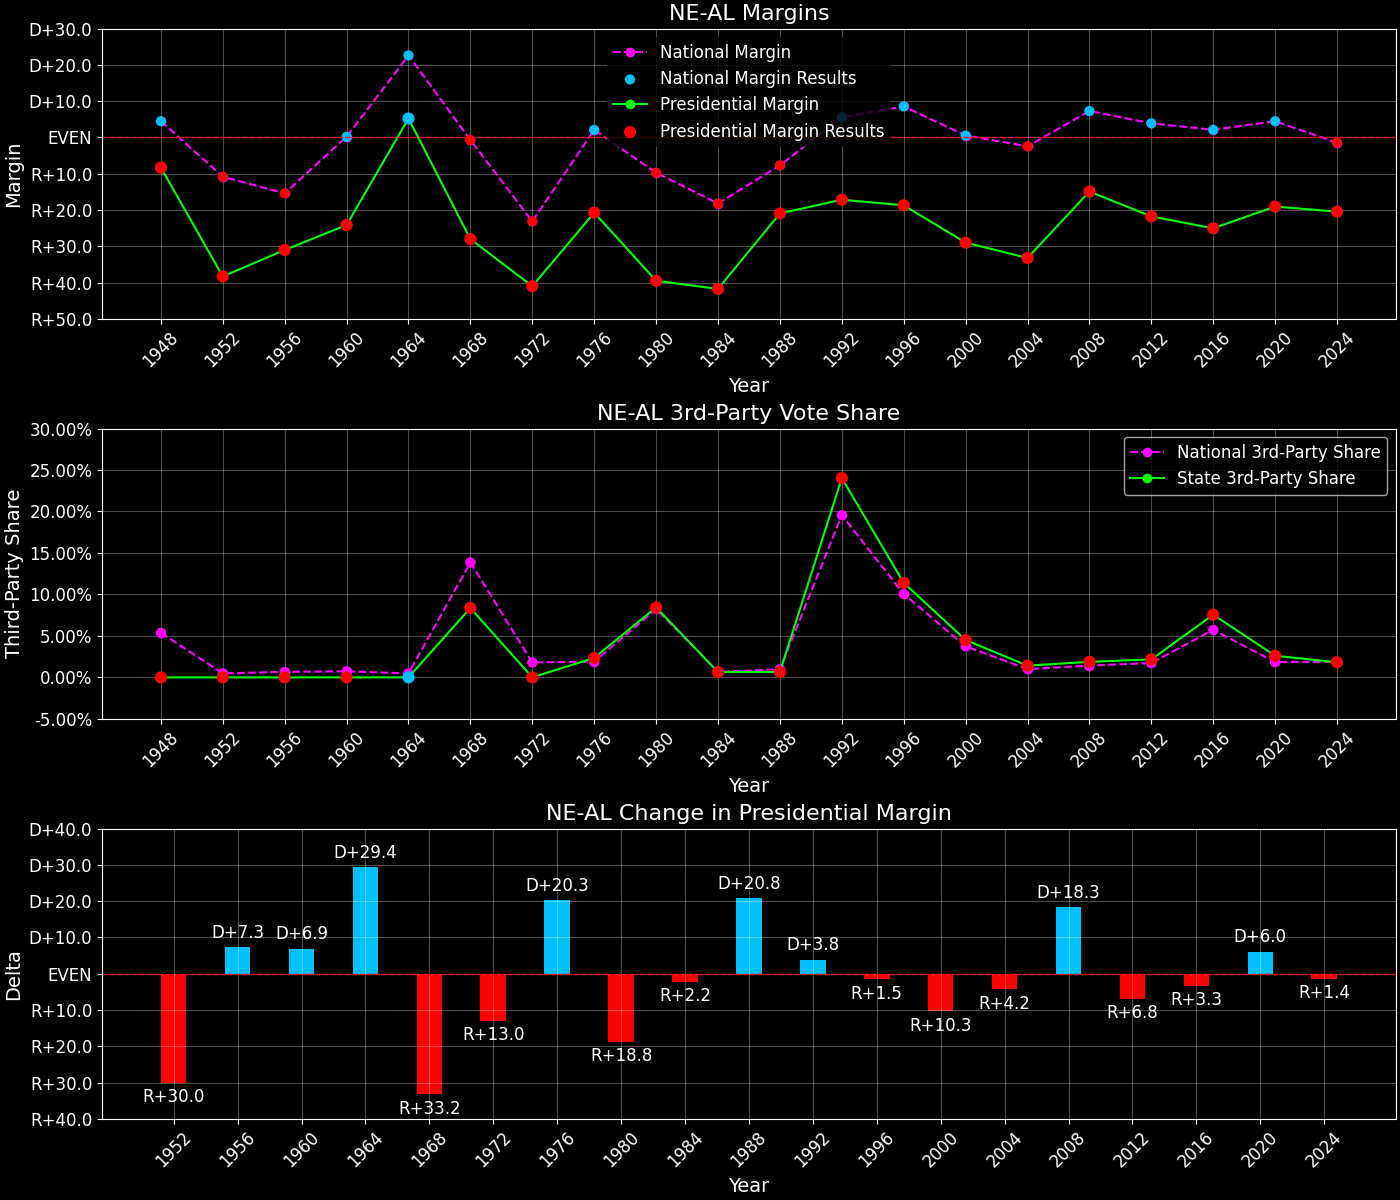 NE-AL Margins
D+30.0
D+20.0
D+10.0
EVEN
R+10.0
R+20.0
R+30.0
R+40.0
R+50.0
Margin
National Margin
National Margin Results
Presidential Margin
Presidential Margin Results
1948 1952 1956 1960 1964 1968 1972 1976 1980 1984 1988 1992 1996 2000 2004 2008 2012 2016 2020 2024
Year
NE-AL 3rd-Party Vote Share
30.00%
25.00%
20.00%
15.00%
10.00%
5.00%
0.00%
-5.00%
Third-Party Share
National 3rd-Party Share
State 3rd-Party Share
1948 1952 1956 1960 1964 1968 1972 1976 1980 1984 1988 1992 1996 2000 2004 2008 2012 2016 2020 2024
Year
NE-AL Change in Presidential Margin
D+40.0
D+30.0
D+20.0
D+10.0
EVEN
R+10.0
R+20.0
R+30.0
R+40.0
Delta
R+30.0
D+7.3
D+6.9
D+29.4
R+33.2
R+13.0
D+20.3
R+18.8
R+2.2
D+20.8
D+3.8
R+1.5
R+10.3
R+4.2
D+18.3
R+6.8
R+3.3
D+6.0
R+1.4
1952 1956 1960 1964 1968 1972 1976 1980 1984 1988 1992 1996 2000 2004 2008 2012 2016 2020 2024
Year